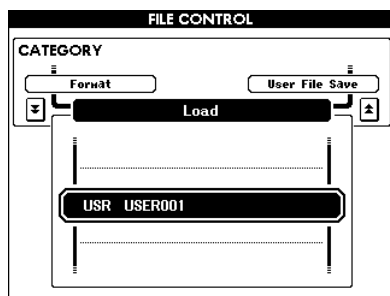 FILE CONTROL
CATEGORY
Format User File Save
Load
USR USER001